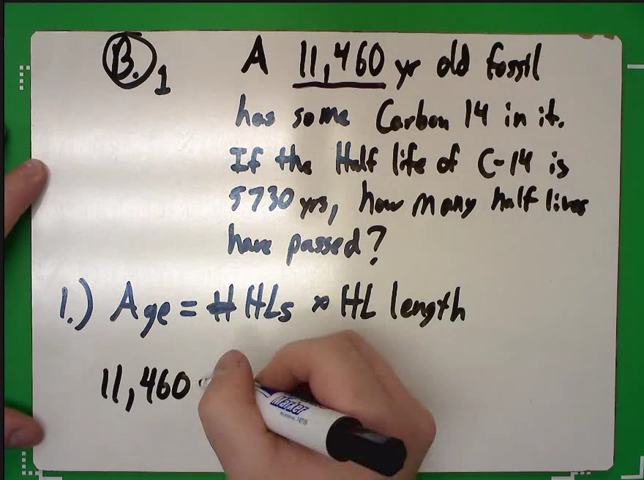 B. 1 A 11,460 yr old fossil
has some Carbon 14 in it.
If the Half life of C-14 is
5730 yrs, how many half lives
have passed?
1.) Age = # HLs × HL length
11,460
Marker